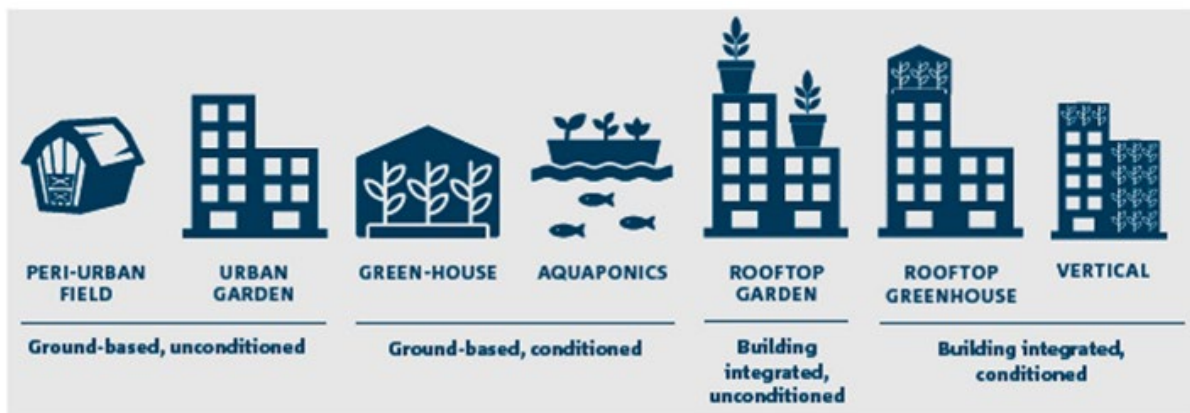 PERI-URBAN
FIELD
URBAN
GARDEN
GREEN-HOUSE
AQUAPONICS
ROOFTOP
GARDEN
ROOFTOP
GREENHOUSE
VERTICAL
Ground-based, unconditioned
Ground-based, conditioned
Building
integrated,
unconditioned
Building integrated,
conditioned